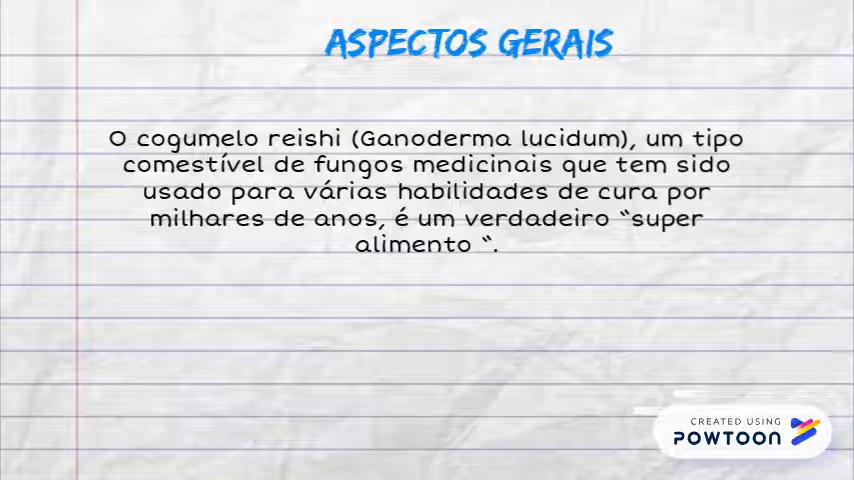 ASPECTOS GERAIS
O cogumelo reishi (Ganoderma lucidum), um tipo
comestível de fungos medicinais que tem sido
usado para várias habilidades de cura por
milhares de anos, é um verdadeiro “super
alimento “.
CREATED USING
POWTOON